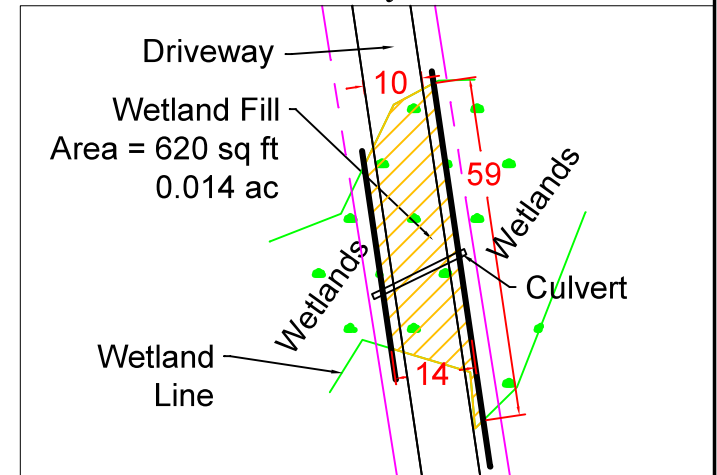 Driveway
10
Wetland Fill
Area = 620 sq ft
0.014 ac
59
Wetlands
Wetlands
Culvert
Wetland
Line
14